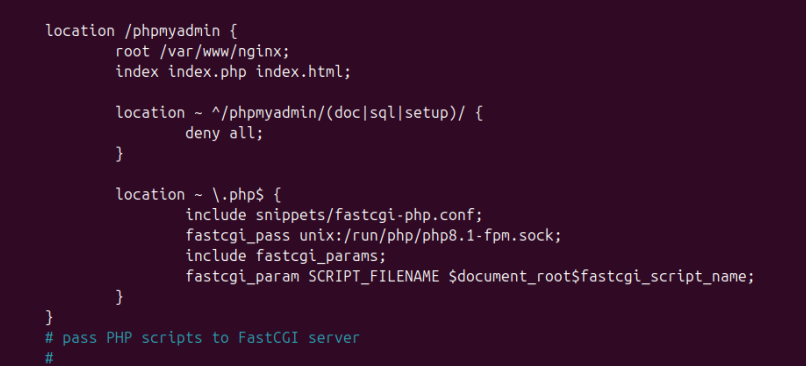 location /phpmyadmin {
        root /var/www/nginx;
        index index.php index.html;

        location ~ ^/phpmyadmin/(doc|sql|setup)/ {
                deny all;
        }

        location ~ \.php$ {
                include snippets/fastcgi-php.conf;
                fastcgi_pass unix:/run/php/php8.1-fpm.sock;
                include fastcgi_params;
                fastcgi_param SCRIPT_FILENAME $document_root$fastcgi_script_name;
        }
}
# pass PHP scripts to FastCGI server
#